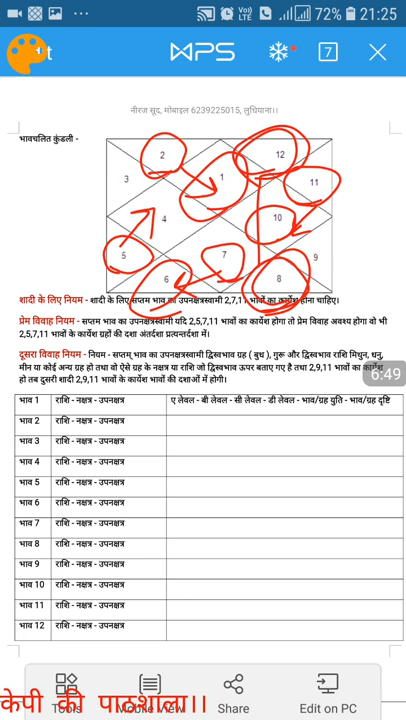 72% 21:25
Vo)) LTE
WPS
7
नीरज सूद, मोबाइल 6239225015, लुधियाना।।
भावचलित कुंडली -
2
12
3
1
11
4
10
5
7
9
6
8
शादी के लिए नियम - शादी के लिए सप्तम भाव का उपनक्षत्रस्वामी 2,7,11 भावों का कार्येश होना चाहिए।
प्रेम विवाह नियम - सप्तम भाव का उपनक्षत्रस्वामी यदि 2,5,7,11 भावों का कार्येश होगा तो प्रेम विवाह अवश्य होगा वो भी
2,5,7,11 भावों के कार्येश ग्रहों की दशा अंतर्दशा प्रत्यन्तर्दशा में।
दूसरा विवाह नियम - नियम - सप्तम् भाव का उपनक्षत्रस्वामी द्विस्वभाव ग्रह ( बुध ), गुरू और द्विस्वभाव राशि मिथुन, धनु,
मीन या कोई अन्य ग्रह हो तथा वो ऐसे ग्रह के नक्षत्र या राशि जो द्विस्वभाव ऊपर बताए गए है तथा 2,9,11 भावों का कार्येश
हो तब दुसरी शादी 2,9,11 भावों के कार्येश भावों की दशाओं में होगी।
6:49
भाव 1 राशि - नक्षत्र - उपनक्षत्र ए लेवल - बी लेवल - सी लेवल - डी लेवल - भाव/ग्रह युति - भाव/ग्रह दृष्टि
भाव 2 राशि - नक्षत्र - उपनक्षत्र
भाव 3 राशि - नक्षत्र - उपनक्षत्र
भाव 4 राशि - नक्षत्र - उपनक्षत्र
भाव 5 राशि - नक्षत्र - उपनक्षत्र
भाव 6 राशि - नक्षत्र - उपनक्षत्र
भाव 7 राशि - नक्षत्र - उपनक्षत्र
भाव 8 राशि - नक्षत्र - उपनक्षत्र
भाव 9 राशि - नक्षत्र - उपनक्षत्र
भाव 10 राशि - नक्षत्र - उपनक्षत्र
भाव 11 राशि - नक्षत्र - उपनक्षत्र
भाव 12 राशि - नक्षत्र - उपनक्षत्र
केपी की पाठशाला।।
Tools Mobile View Share Edit on PC